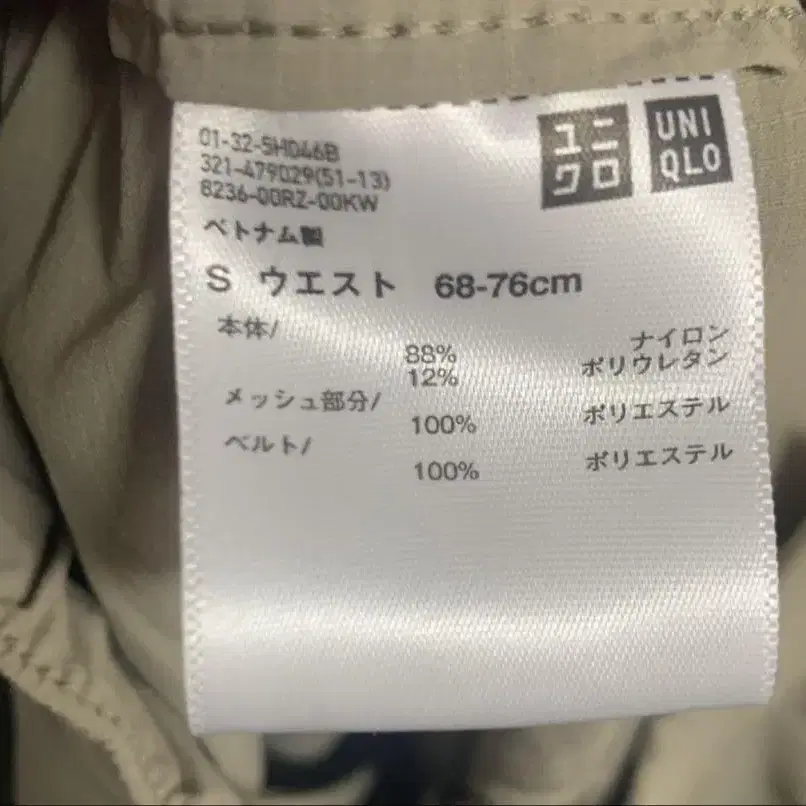 01-32-5H046B
321-479029(51-13)
8236-00RZ-00KW
ユニクロ
UNIQLO
ベトナム製
S ウエスト 68-76cm
本体/
88% ナイロン
12% ポリウレタン
メッシュ部分/
100% ポリエステル
ベルト/
100% ポリエステル